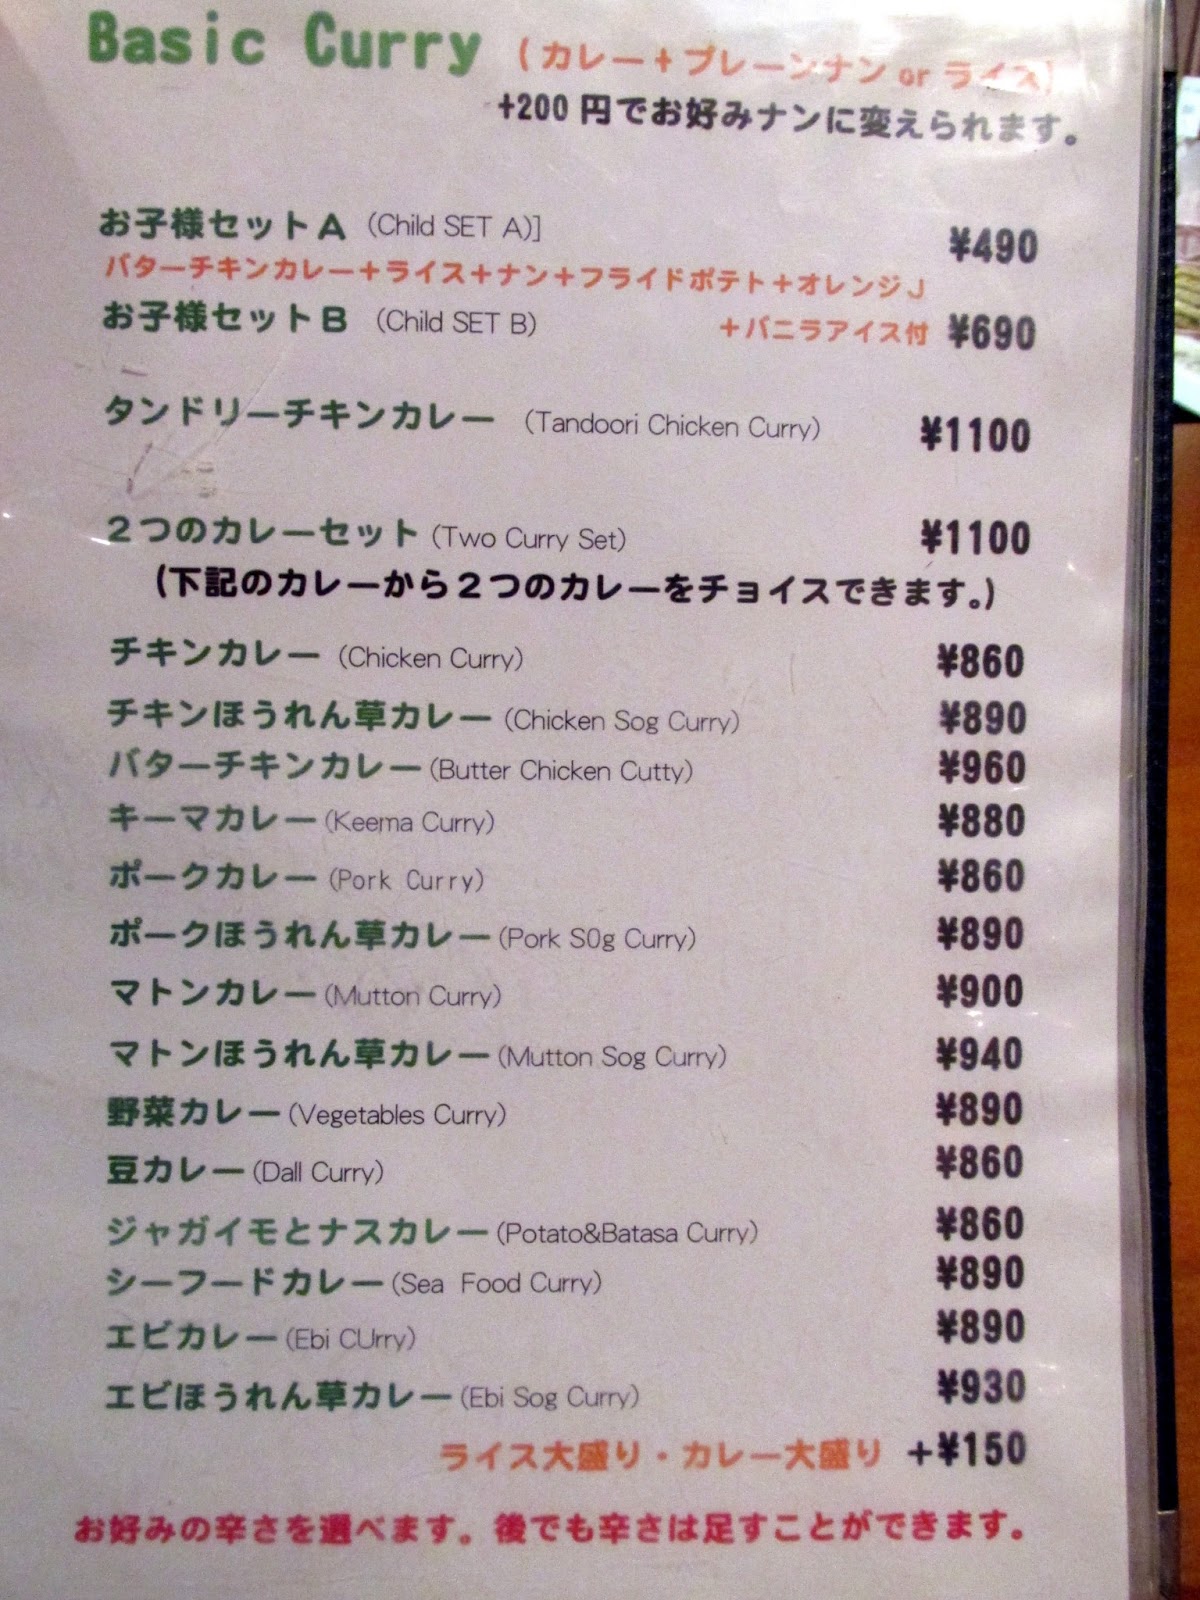 Basic Curry (カレー＋プレーンナン or ライス)
+200 円でお好みナンに変えられます。
お子様セットA (Child SET A)] ¥490
バターチキンカレー＋ライス＋ナン＋フライドポテト＋オレンジJ
お子様セットB (Child SET B) ＋バニラアイス付 ¥690
タンドリーチキンカレー (Tandoori Chicken Curry) ¥1100
２つのカレーセット (Two Curry Set) ¥1100
(下記のカレーから２つのカレーをチョイスできます。)
チキンカレー (Chicken Curry) ¥860
チキンほうれん草カレー (Chicken Sog Curry) ¥890
バターチキンカレー (Butter Chicken Cutty) ¥960
キーマカレー (Keema Curry) ¥880
ポークカレー (Pork Curry) ¥860
ポークほうれん草カレー (Pork S0g Curry) ¥890
マトンカレー (Mutton Curry) ¥900
マトンほうれん草カレー (Mutton Sog Curry) ¥940
野菜カレー (Vegetables Curry) ¥890
豆カレー (Dall Curry) ¥860
ジャガイモとナスカレー (Potato&Batasa Curry) ¥860
シーフードカレー (Sea Food Curry) ¥890
エビカレー (Ebi CUrry) ¥890
エビほうれん草カレー (Ebi Sog Curry) ¥930
ライス大盛り・カレー大盛り +¥150
お好みの辛さを選べます。後でも辛さは足すことができます。